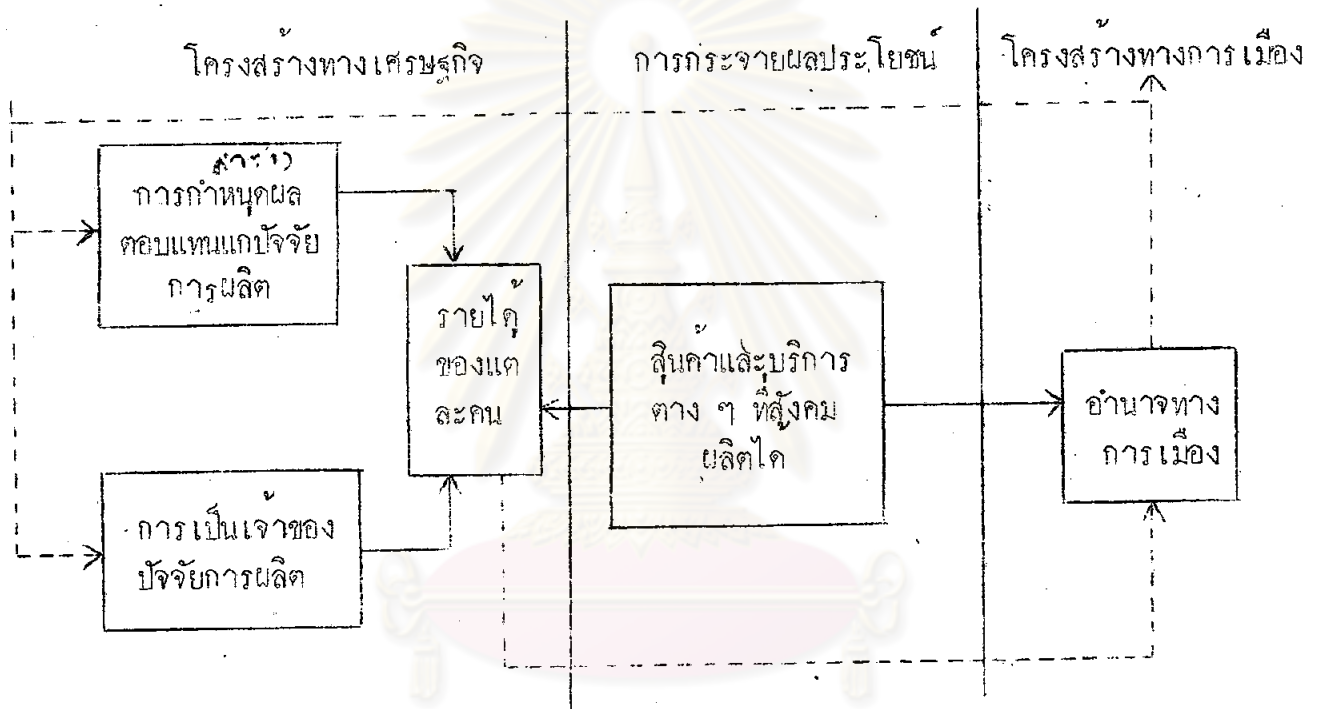 โครงสร้างทางเศรษฐกิจ
การกระจายผลประโยชน์
โครงสร้างทางการเมือง
การกำหนดผล
ตอบแทนแกปัจจัย
การผลิต
รายได้
ของแต
ละคน
สินค้าและบริการ
ต่าง ๆ ที่สังคม
ผลิตได
อำนาจทาง
การเมือง
การเป็นเจ้าของ
ปัจจัยการผลิต